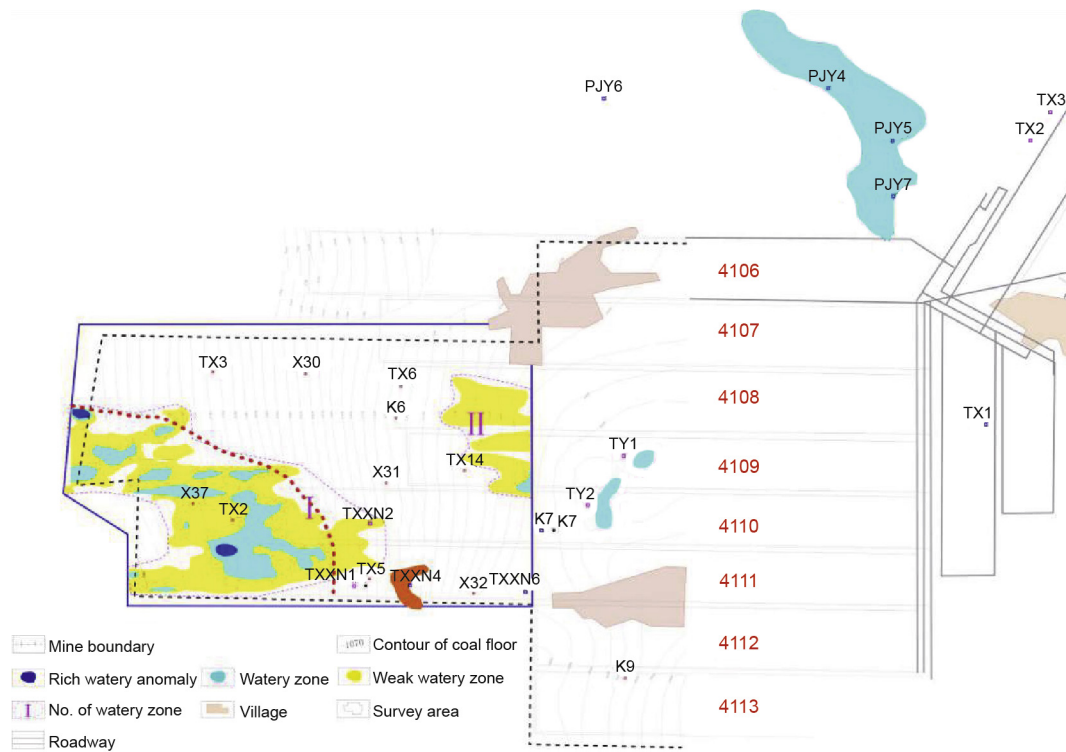 PJY4
PJY6
TX3
PJY5
TX2
PJY7
4106
4107
TX3
X30
TX6
4108
K6
TX1
II
TY1
4109
TX14
X31
X37
TX2
I
TXXN2
TY2
K7
K7
4110
TXXN1
TX5
TXXN4
X32
TXXN6
4111
4112
K9
4113
Mine boundary
1070
Contour of coal floor
Rich watery anomaly
Watery zone
Weak watery zone
I
No. of watery zone
Village
Survey area
Roadway